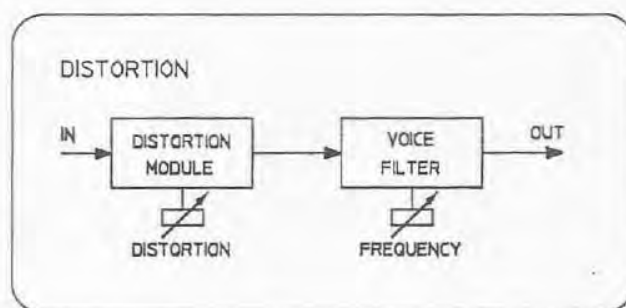 DISTORTION
IN
DISTORTION
MODULE
DISTORTION
VOICE
FILTER
FREQUENCY
OUT